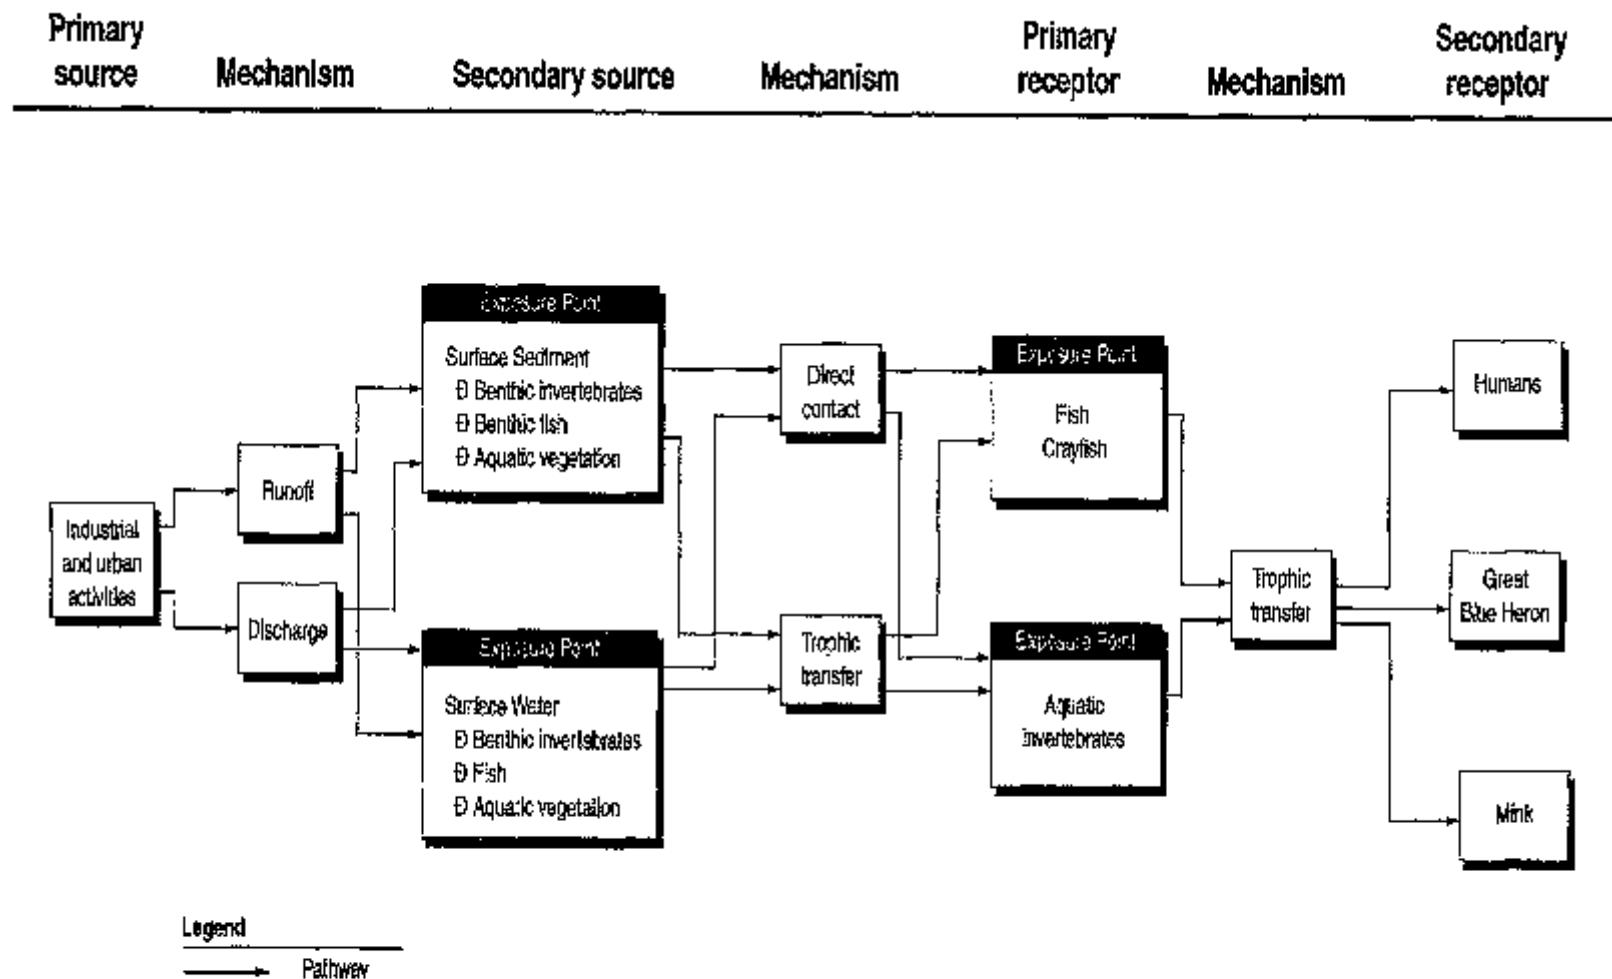 Primary
source
Mechanism
Secondary source
Mechanism
Primary
receptor
Mechanism
Secondary
receptor
Industrial
and urban
activities
Runoff
Discharge
Exposure Point
Surface Sediment
Đ Benthic invertebrates
Đ Benthic fish
Đ Aquatic vegetation
Exposure Point
Surface Water
Đ Benthic invertebrates
Đ Fish
Đ Aquatic vegetation
Direct
contact
Trophic
transfer
Exposure Point
Fish
Crayfish
Exposure Point
Aquatic
invertebrates
Trophic
transfer
Humans
Great
Blue Heron
Mink
Legend
Pathway